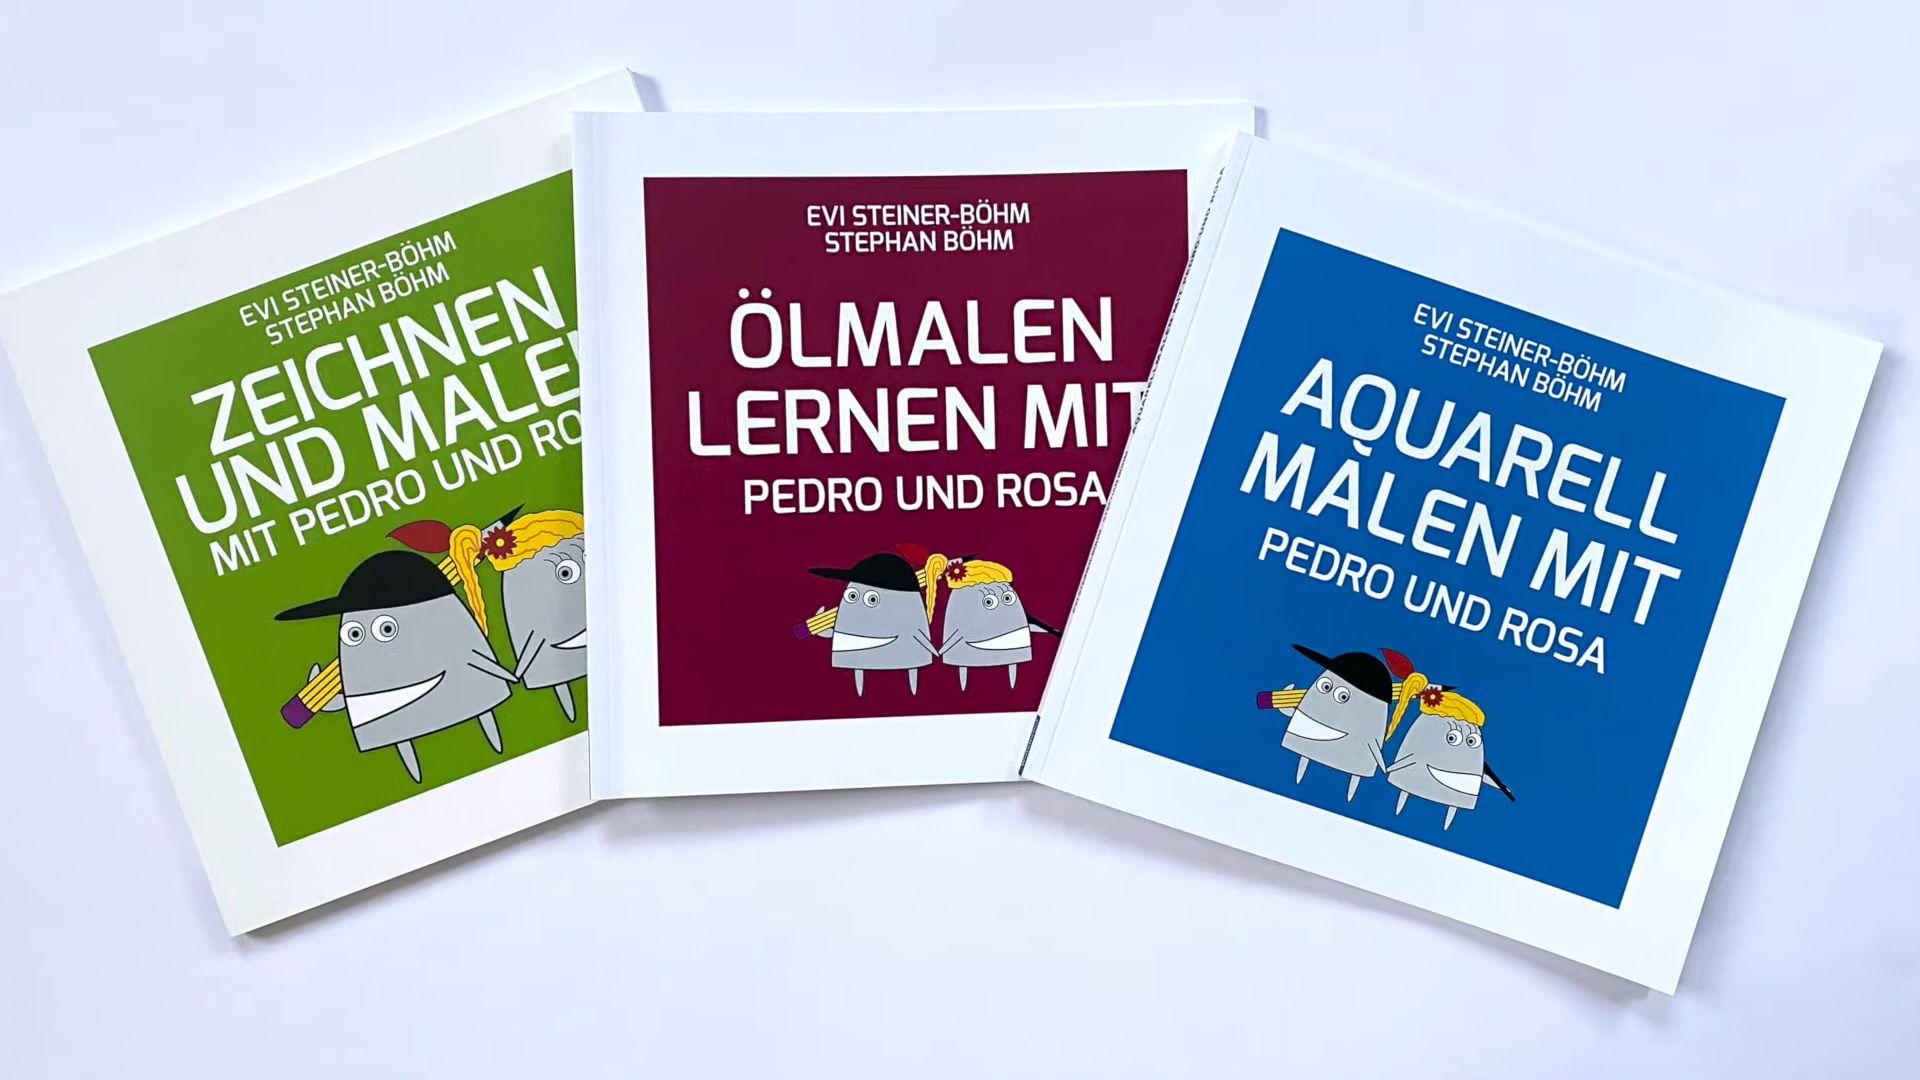 EVI STEINER-BÖHM
STEPHAN BÖHM
ZEICHNEN
UND MALE
MIT PEDRO UND RO
EVI STEINER-BÖHM
STEPHAN BÖHM
ÖLMALEN
LERNEN MIT
PEDRO UND ROSA
EVI STEINER-BÖHM
STEPHAN BÖHM
AQUARELL
MALEN MIT
PEDRO UND ROSA